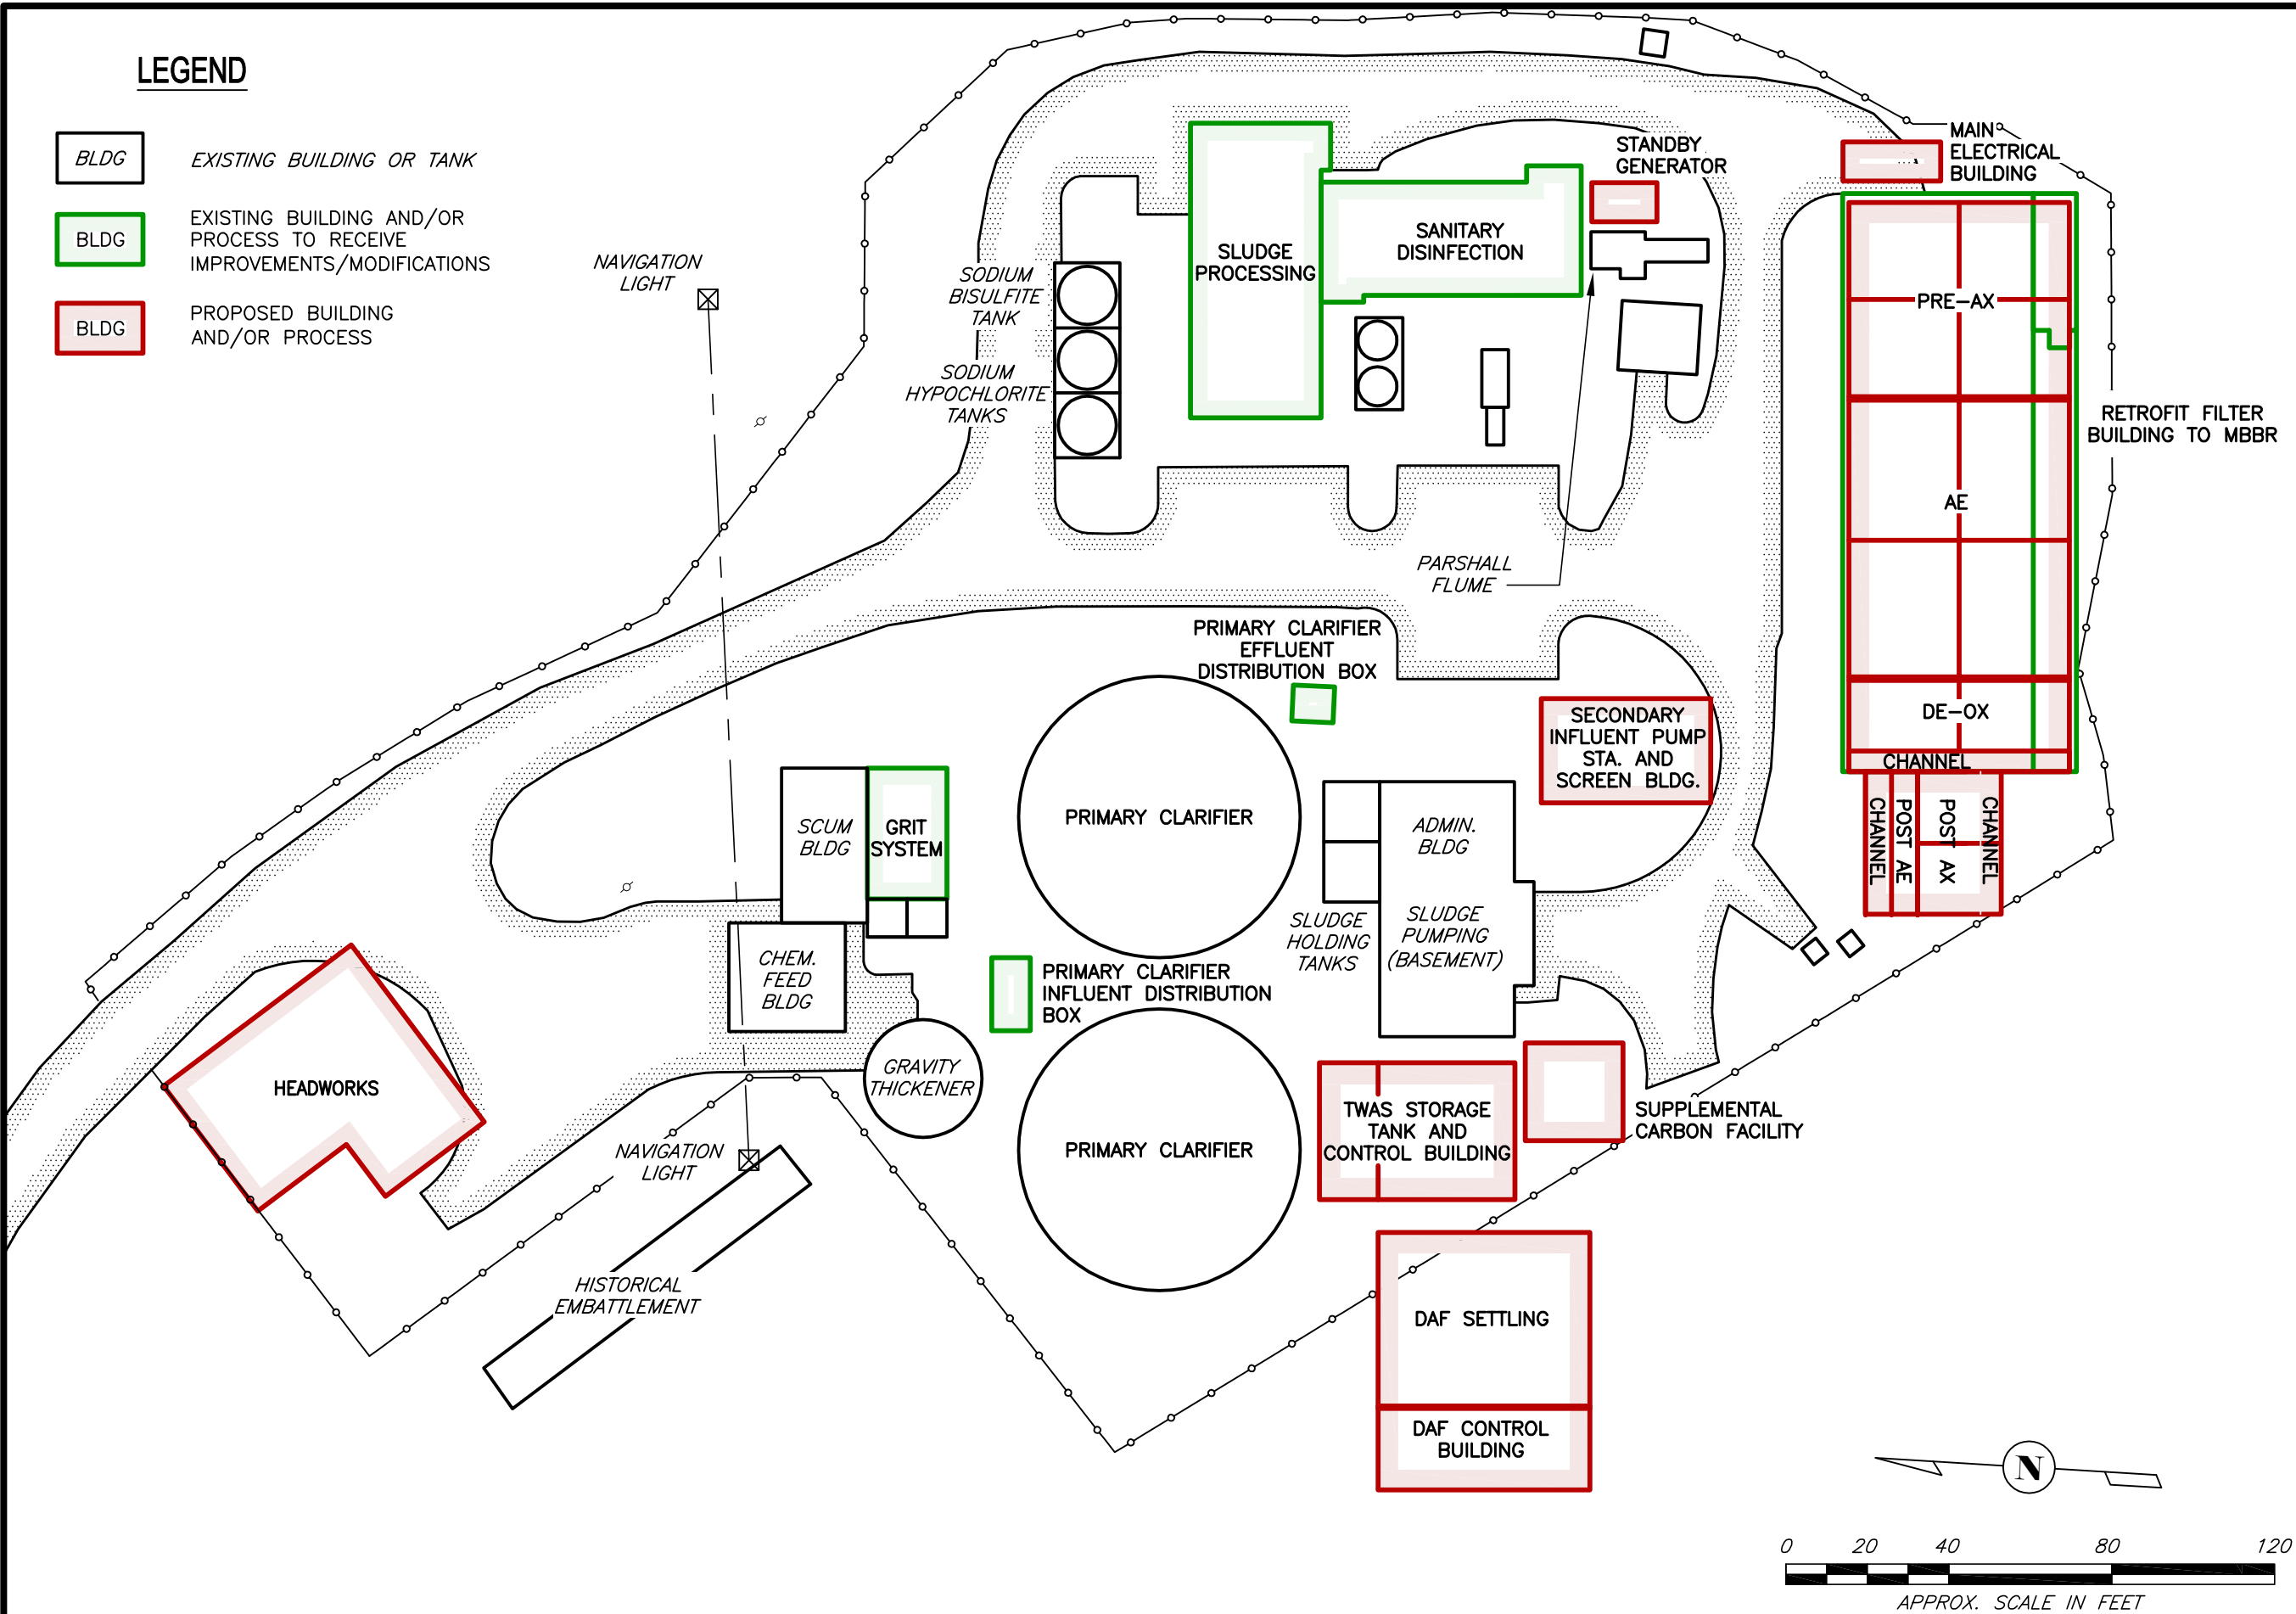 LEGEND
BLDG
EXISTING BUILDING OR TANK
BLDG
EXISTING BUILDING AND/OR
PROCESS TO RECEIVE
IMPROVEMENTS/MODIFICATIONS
BLDG
PROPOSED BUILDING
AND/OR PROCESS
NAVIGATION
LIGHT
SODIUM
BISULFITE
TANK
SODIUM
HYPOCHLORITE
TANKS
SLUDGE
PROCESSING
SANITARY
DISINFECTION
STANDBY
GENERATOR
MAIN
ELECTRICAL
BUILDING
PRE-AX
RETROFIT FILTER
BUILDING TO MBBR
AE
PARSHALL
FLUME
DE-OX
CHANNEL
CHANNEL
POST AE
POST AX
CHANNEL
PRIMARY CLARIFIER
EFFLUENT
DISTRIBUTION BOX
SECONDARY
INFLUENT PUMP
STA. AND
SCREEN BLDG.
PRIMARY CLARIFIER
SCUM
BLDG
GRIT
SYSTEM
ADMIN.
BLDG
SLUDGE
PUMPING
(BASEMENT)
SLUDGE
HOLDING
TANKS
CHEM.
FEED
BLDG
PRIMARY CLARIFIER
INFLUENT DISTRIBUTION
BOX
GRAVITY
THICKENER
HEADWORKS
PRIMARY CLARIFIER
TWAS STORAGE
TANK AND
CONTROL BUILDING
SUPPLEMENTAL
CARBON FACILITY
NAVIGATION
LIGHT
HISTORICAL
EMBATTLEMENT
DAF SETTLING
DAF CONTROL
BUILDING
N
0 20 40 80 120
APPROX. SCALE IN FEET